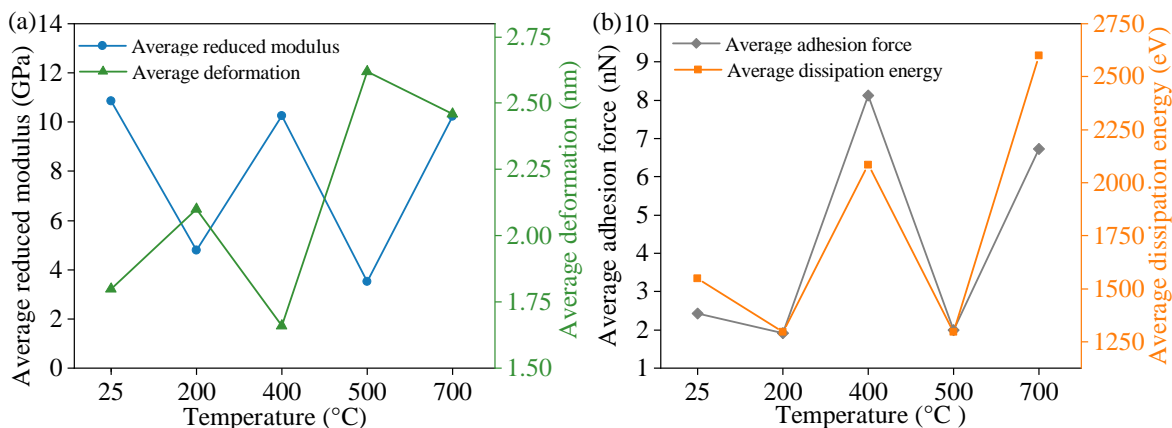 (a)
Average reduced modulus (GPa)
14
12
10
8
6
4
2
0
Average reduced modulus
Average deformation
2.75
2.50
2.25
2.00
1.75
1.50
Average deformation (nm)
25 200 400 500 700
Temperature (°C)
(b)
Average adhesion force (nN)
10
9
8
7
6
5
4
3
2
1
Average adhesion force
Average dissipation energy
2750
2500
2250
2000
1750
1500
1250
Average dissipation energy (eV)
25 200 400 500 700
Temperature (°C )